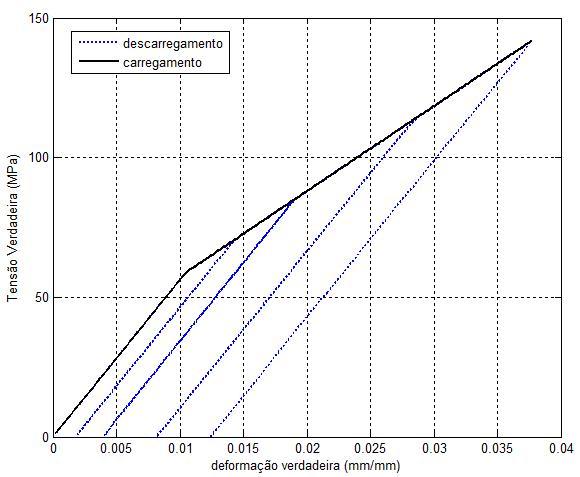 150
descarregamento
carregamento
100
Tensão Verdadeira (MPa)
50
0
0 0.005 0.01 0.015 0.02 0.025 0.03 0.035 0.04
deformação verdadeira (mm/mm)